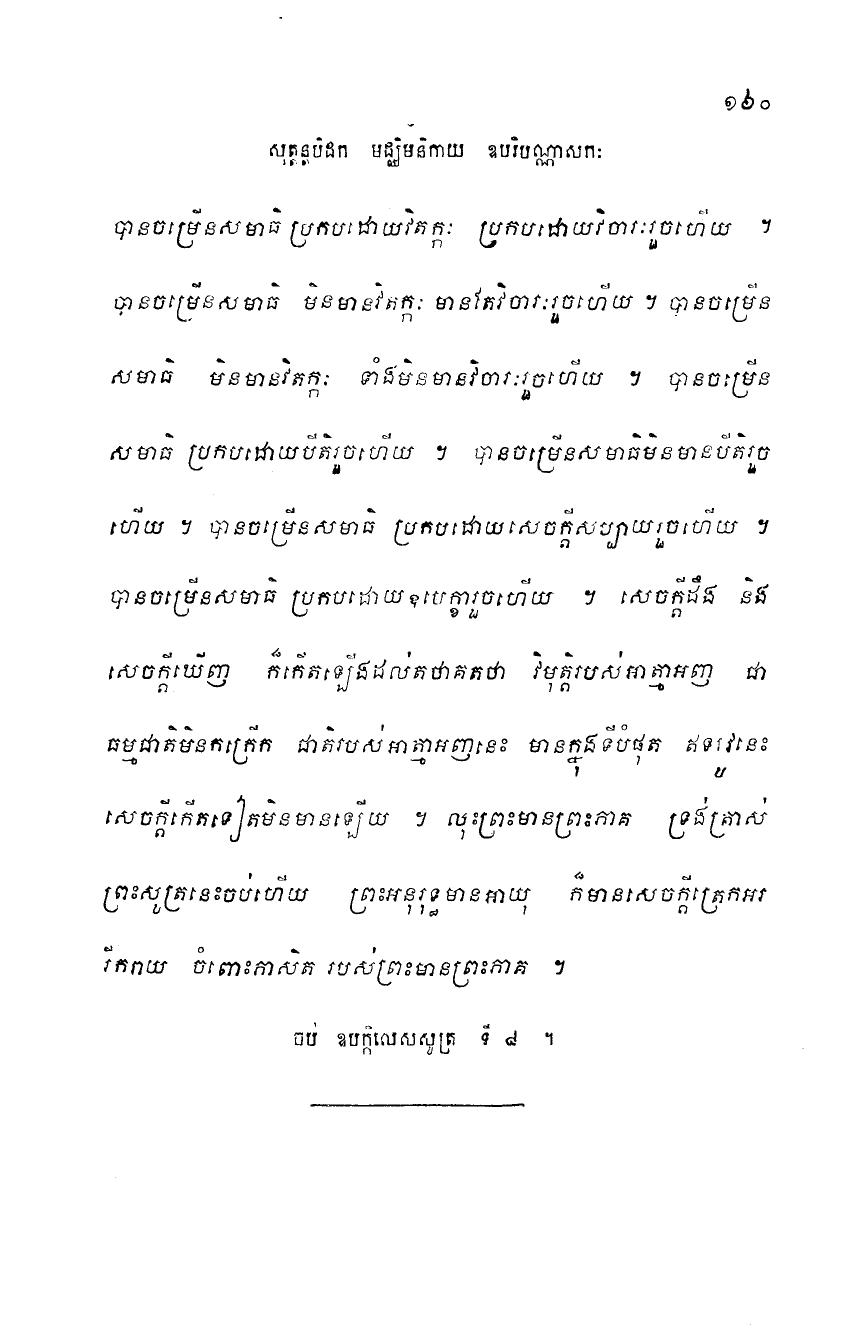 ១៦០
សុត្តន្តបិដក មជ្ឈិមនិកាយ ឧបរិបណ្ណាសកៈ
បានចម្រើនសមាធិ ប្រកបដោយវិតក្កៈ ប្រកបដោយវិចារៈរួចហើយ ។
បានចម្រើនសមាធិ មិនមានវិតក្កៈ មានតែវិចារៈរួចហើយ ។ បានចម្រើន
សមាធិ មិនមានវិតក្កៈ ទាំងមិនមានវិចារៈរួចហើយ ។ បានចម្រើន
សមាធិ ប្រកបដោយបីតិរួចហើយ ។ បានចម្រើនសមាធិមិនមានបីតិរួច
ហើយ ។ បានចម្រើនសមាធិ ប្រកបដោយសេចក្តីសប្បាយរួចហើយ ។
បានចម្រើនសមាធិ ប្រកបដោយឧបេក្ខារួចហើយ ។ សេចក្តីដឹង និង
សេចក្តីឃើញ ក៏កើតឡើងដល់តថាគតថា វិមុត្តិរបស់អាត្មាអញ ជា
ធម្មជាតិមិនកក្រើក ជាតិរបស់អាត្មាអញនេះ មានក្នុងទីបំផុត ឥឡូវនេះ
សេចក្តីកើតទៀតមិនមានឡើយ ។ លុះព្រះមានព្រះភាគ ទ្រង់ត្រាស់
ព្រះសូត្រនេះចប់ហើយ ព្រះអនុរុទ្ធមានអាយុ ក៏មានសេចក្តីត្រេកអរ
រីករាយ ចំពោះភាសិត របស់ព្រះមានព្រះភាគ ។
ចប់ ឧបក្កិលេសសូត្រ ទី ៨ ។